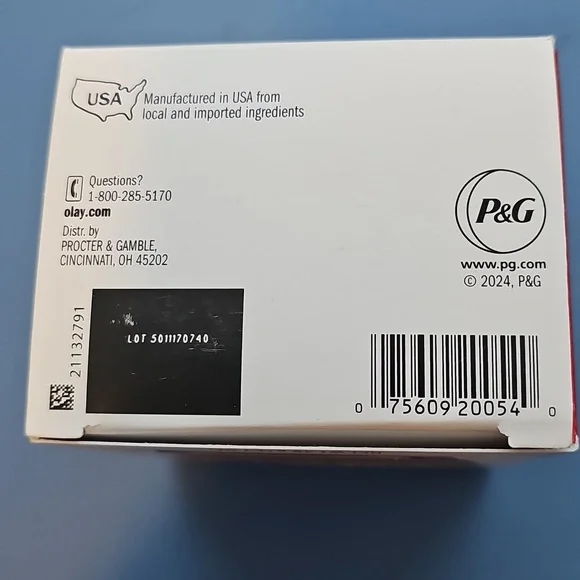 USA
Manufactured in USA from
local and imported ingredients
Questions?
1-800-285-5170
olay.com
Distr. by
PROCTER & GAMBLE,
CINCINNATI, OH 45202
P&G
www.pg.com
© 2024, P&G
21132791
LOT 5011170740
0 75609 20054 0